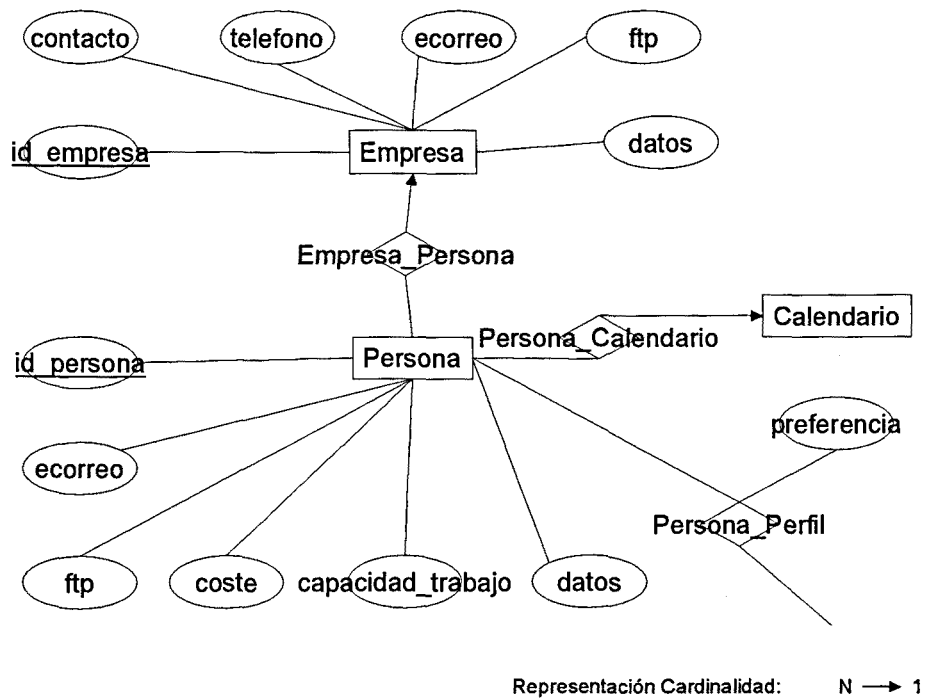 contacto
telefono
ecorreo
ftp
id_empresa
Empresa
datos
Empresa_Persona
Calendario
Persona_Calendario
id_persona
Persona
preferencia
ecorreo
Persona_Perfil
ftp
coste
capacidad_trabajo
datos
Representación Cardinalidad: N → 1